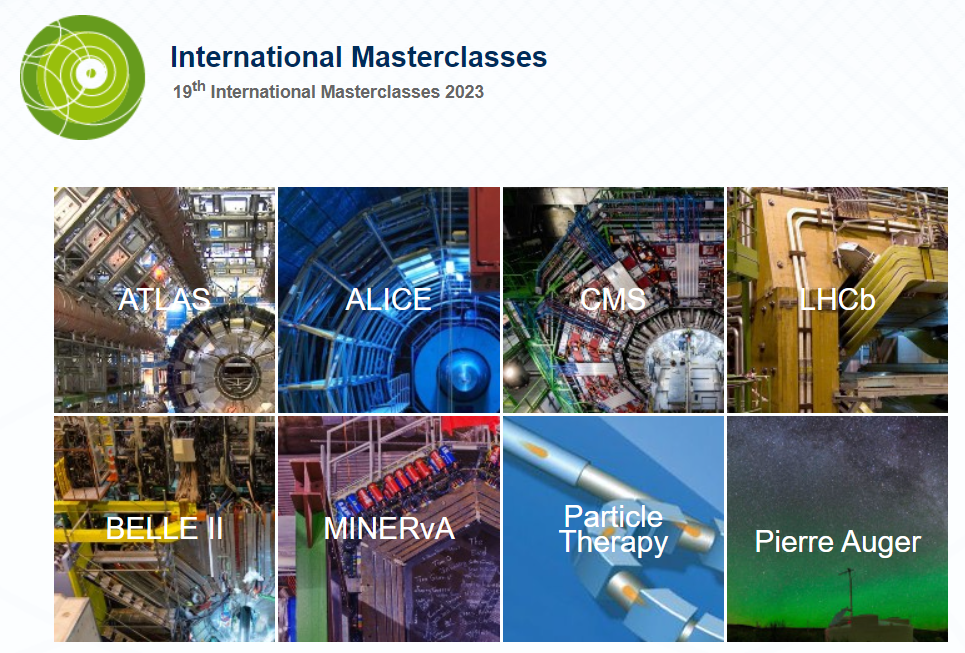 International Masterclasses
19th International Masterclasses 2023
ATLAS
ALICE
CMS
LHCb
BELLE II
MINERvA
Particle
Therapy
Pierre Auger